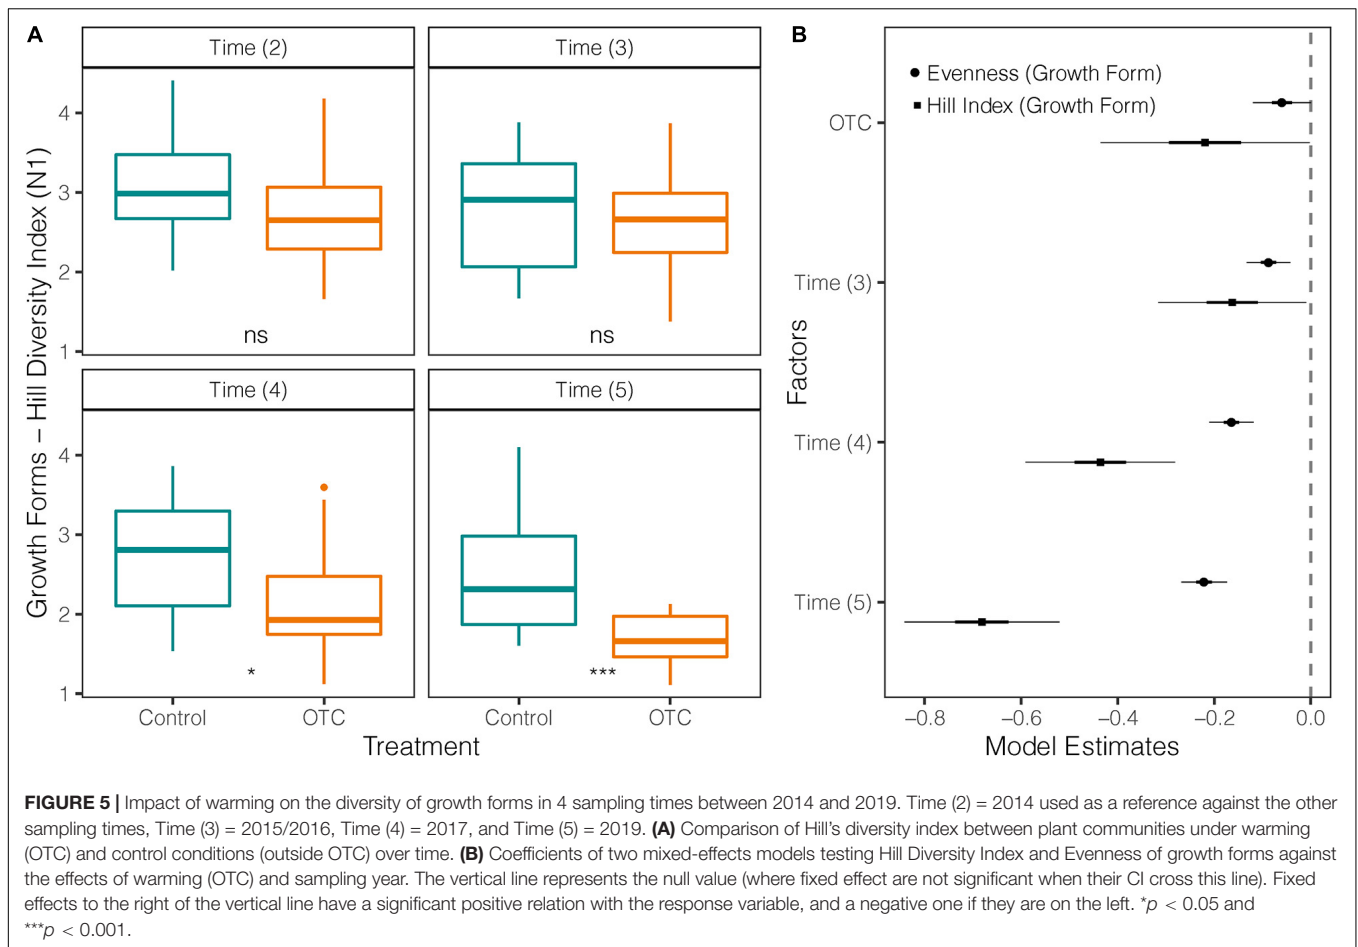 A
Time (2)
Time (3)
4
3
2
1
ns
ns
Time (4)
Time (5)
4
3
2
1
*
***
Control
OTC
Control
OTC
Treatment
Growth Forms – Hill Diversity Index (N1)
B
Evenness (Growth Form)
Hill Index (Growth Form)
OTC
Time (3)
Time (4)
Time (5)
Factors
−0.8
−0.6
−0.4
−0.2
0.0
Model Estimates
FIGURE 5 | Impact of warming on the diversity of growth forms in 4 sampling times between 2014 and 2019. Time (2) = 2014 used as a reference against the other
sampling times, Time (3) = 2015/2016, Time (4) = 2017, and Time (5) = 2019. (A) Comparison of Hill's diversity index between plant communities under warming
(OTC) and control conditions (outside OTC) over time. (B) Coefficients of two mixed-effects models testing Hill Diversity Index and Evenness of growth forms against
the effects of warming (OTC) and sampling year. The vertical line represents the null value (where fixed effect are not significant when their CI cross this line). Fixed
effects to the right of the vertical line have a significant positive relation with the response variable, and a negative one if they are on the left. *p < 0.05 and
***p < 0.001.